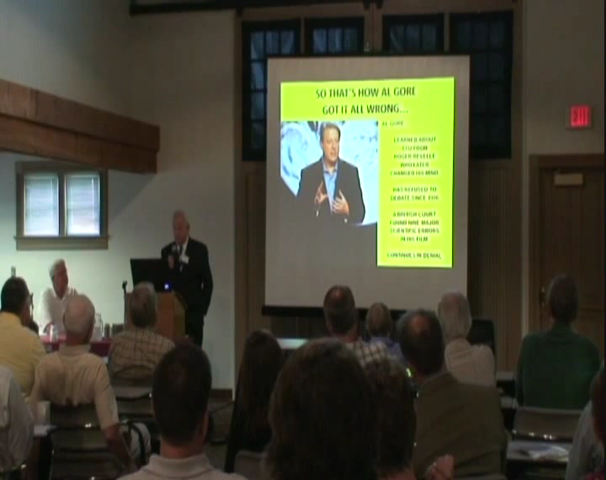 SO THAT'S HOW AL GORE
GOT IT ALL WRONG...
AL GORE
LEARNED ABOUT
CO2 FROM
ROGER REVELLE
WHO LATER
CHANGED HIS MIND
HAS REFUSED TO
DEBATE SINCE
A BRITISH COURT
FOUND NINE MAJOR
SCIENTIFIC ERRORS
IN HIS FILM
CONTINUES IN DENIAL
EXIT